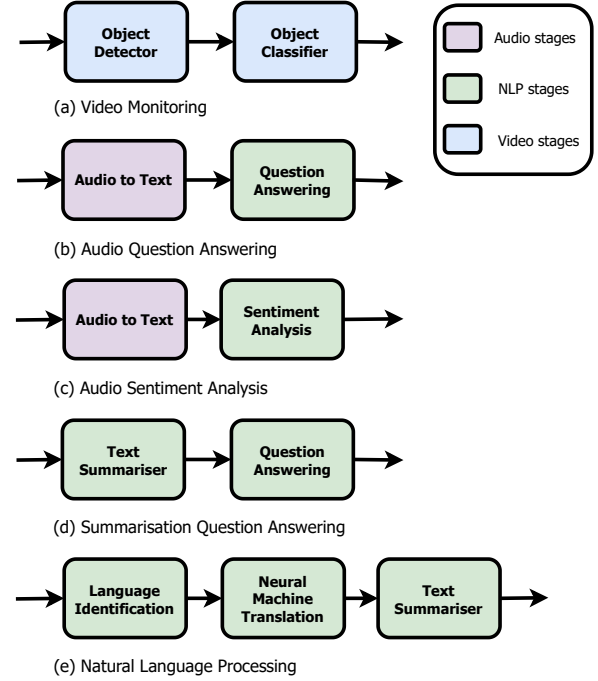 Object
Detector
Object
Classifier
(a) Video Monitoring
Audio stages
NLP stages
Video stages
Audio to Text
Question
Answering
(b) Audio Question Answering
Audio to Text
Sentiment
Analysis
(c) Audio Sentiment Analysis
Text
Summariser
Question
Answering
(d) Summarisation Question Answering
Language
Identification
Neural
Machine
Translation
Text
Summariser
(e) Natural Language Processing